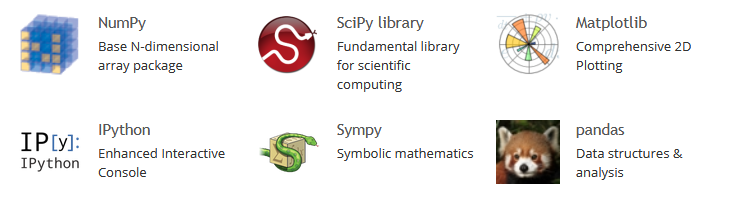 NumPy
Base N-dimensional
array package
SciPy library
Fundamental library
for scientific
computing
Matplotlib
Comprehensive 2D
Plotting
IP[y]:
IPython
IPython
Enhanced Interactive
Console
Sympy
Symbolic mathematics
pandas
Data structures &
analysis